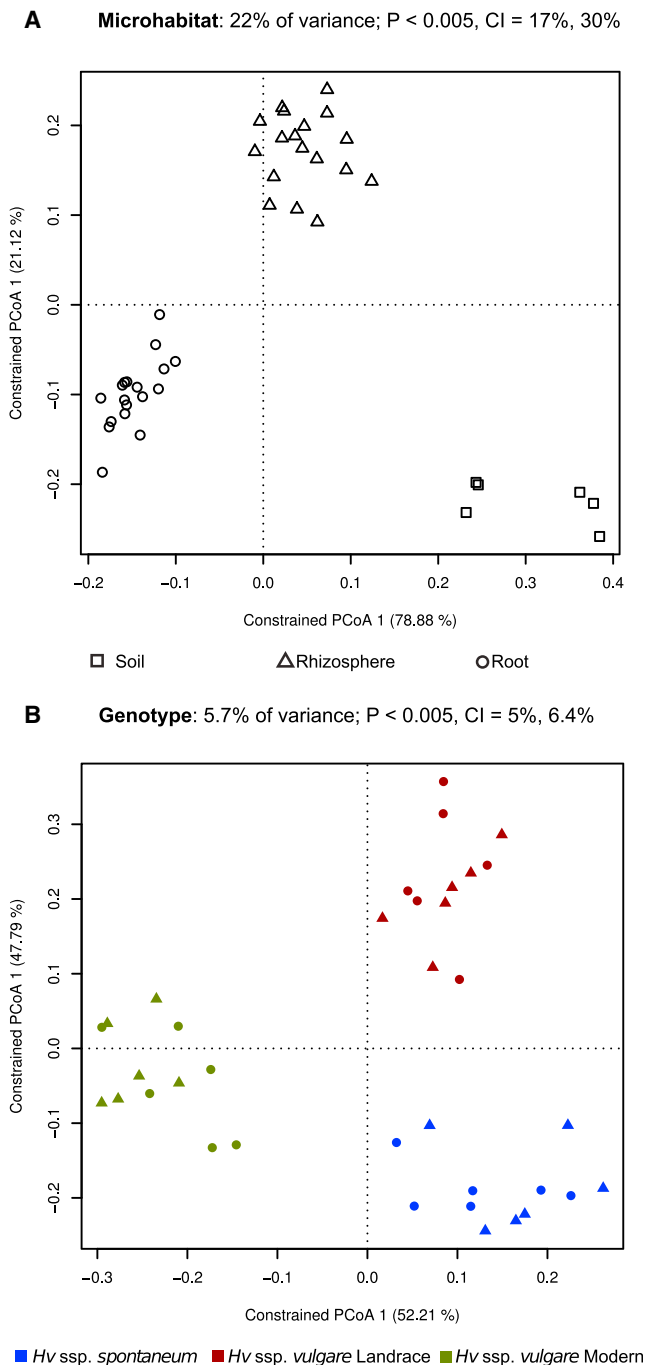 A Microhabitat: 22% of variance; P < 0.005, CI = 17%, 30%
Constrained PCoA 1 (21.12 %)
0.2
0.1
0.0
−0.1
−0.2
−0.2 −0.1 0.0 0.1 0.2 0.3 0.4
Constrained PCoA 1 (78.88 %)
Soil Rhizosphere Root
B Genotype: 5.7% of variance; P < 0.005, CI = 5%, 6.4%
Constrained PCoA 1 (47.79 %)
0.3
0.2
0.1
0.0
−0.1
−0.2
−0.3 −0.2 −0.1 0.0 0.1 0.2
Constrained PCoA 1 (52.21 %)
Hv ssp. spontaneum Hv ssp. vulgare Landrace Hv ssp. vulgare Modern